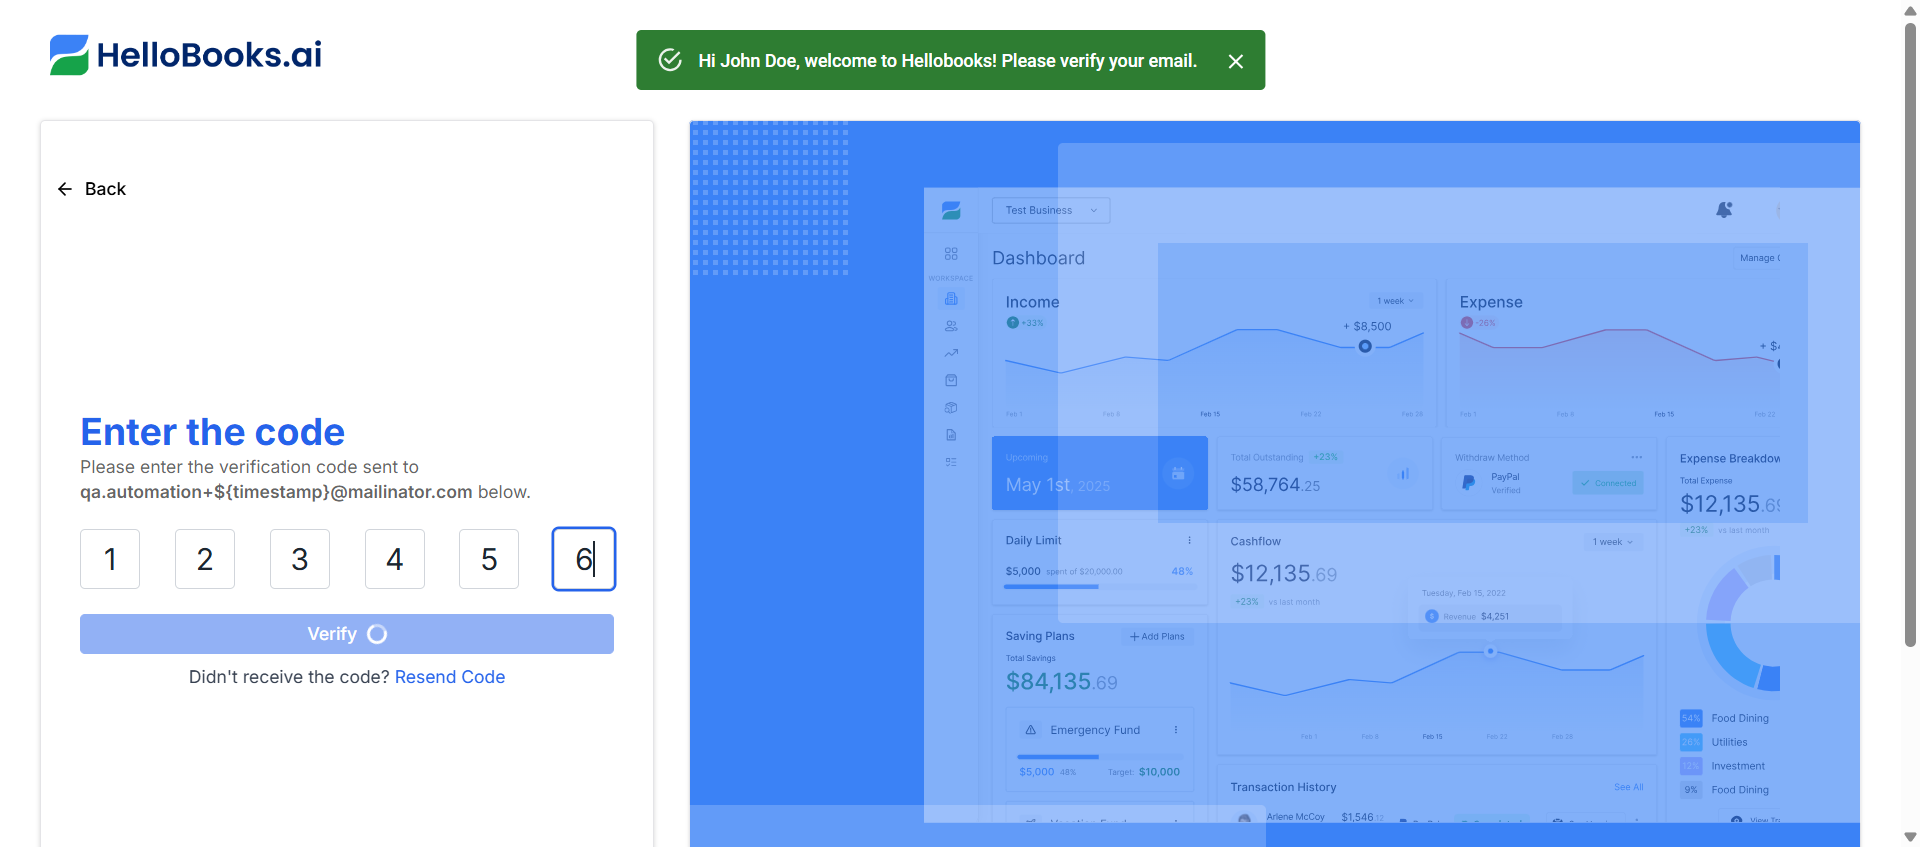 HelloBooks.ai
Hi John Doe, welcome to Hellobooks! Please verify your email.
Back
Enter the code
Please enter the verification code sent to
qa.automation+${timestamp}@mailinator.com below.
1 2 3 4 5 6
Verify
Didn't receive the code? Resend Code
Test Business
Dashboard
Manage
WORKSPACE
Income
1 week
+33%
+ $8,500
Feb 1 Feb 8 Feb 15 Feb 22 Feb 28
Expense
-26%
Feb 1 Feb 8 Feb 15 Feb 22
Upcoming
May 1st, 2025
Total Outstanding +23%
$58,764.25
Withdraw Method
PayPal
Verified
Connected
Expense Breakdow
Total Expense
$12,135.69
+23% vs last month
Daily Limit
$5,000 spent of $20,000.00 48%
Cashflow
1 week
$12,135.69
+23% vs last month
Tuesday, Feb 15, 2022
Revenue $4,251
Feb 1 Feb 8 Feb 15 Feb 22 Feb 28
Saving Plans
+ Add Plans
Total Savings
$84,135.69
Emergency Fund
$5,000 48% Target: $10,000
54% Food Dining
26% Utilities
12% Investment
9% Food Dining
Transaction History
See All
Arlene McCoy $1,546.12
View